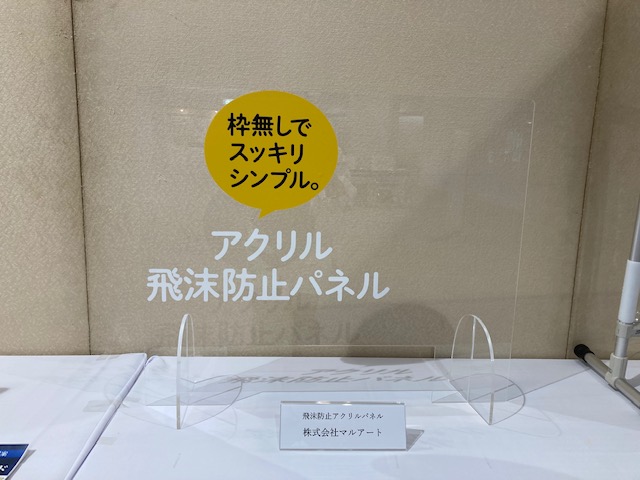 枠無しで
スッキリ
シンプル。
アクリル
飛沫防止パネル
飛沫防止アクリルパネル
株式会社マルアート